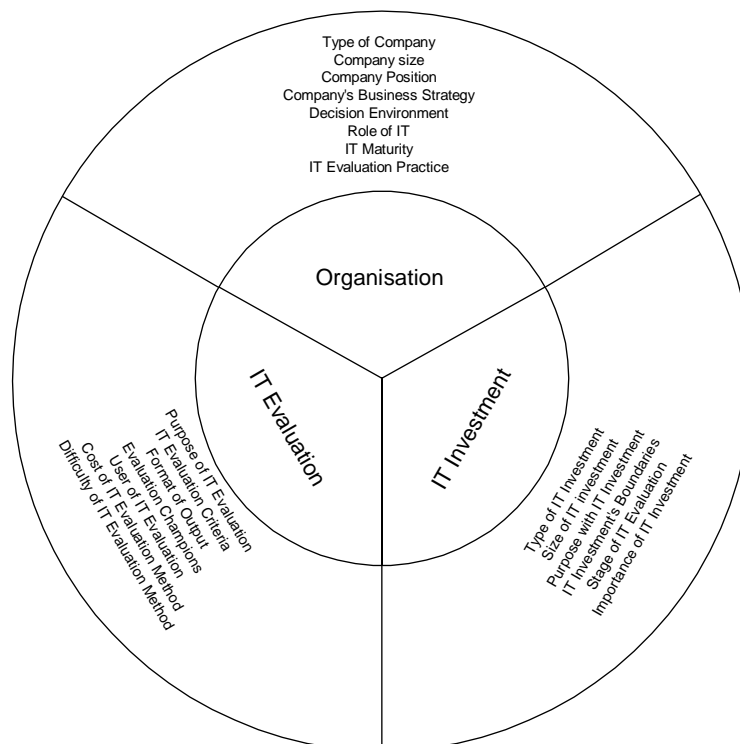 Type of Company
Company size
Company Position
Company's Business Strategy
Decision Environment
Role of IT
IT Maturity
IT Evaluation Practice
Organisation
IT Evaluation
IT Investment
Purpose of IT Evaluation
IT Evaluation Criteria
Format of Output
Evaluation Champions
User of IT Evaluation
Cost of IT Evaluation Method
Difficulty of IT Evaluation Method
Type of IT Investment
Size of IT investment
Purpose with IT Investment
IT Investment's Boundaries
Stage of IT Evaluation
Importance of IT Investment